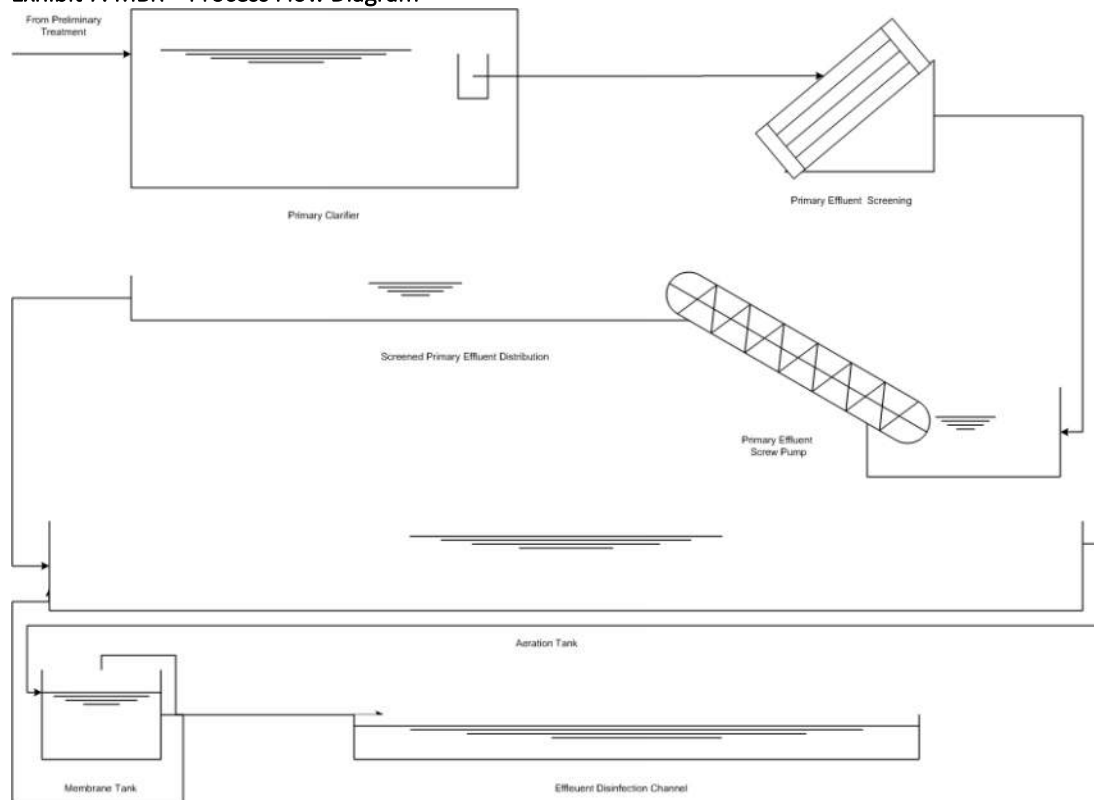 From Preliminary
Treatment
Primary Clarifier
Primary Effluent Screening
Screened Primary Effluent Distribution
Primary Effluent
Screw Pump
Aeration Tank
Membrane Tank
Effleuent Disinfection Channel